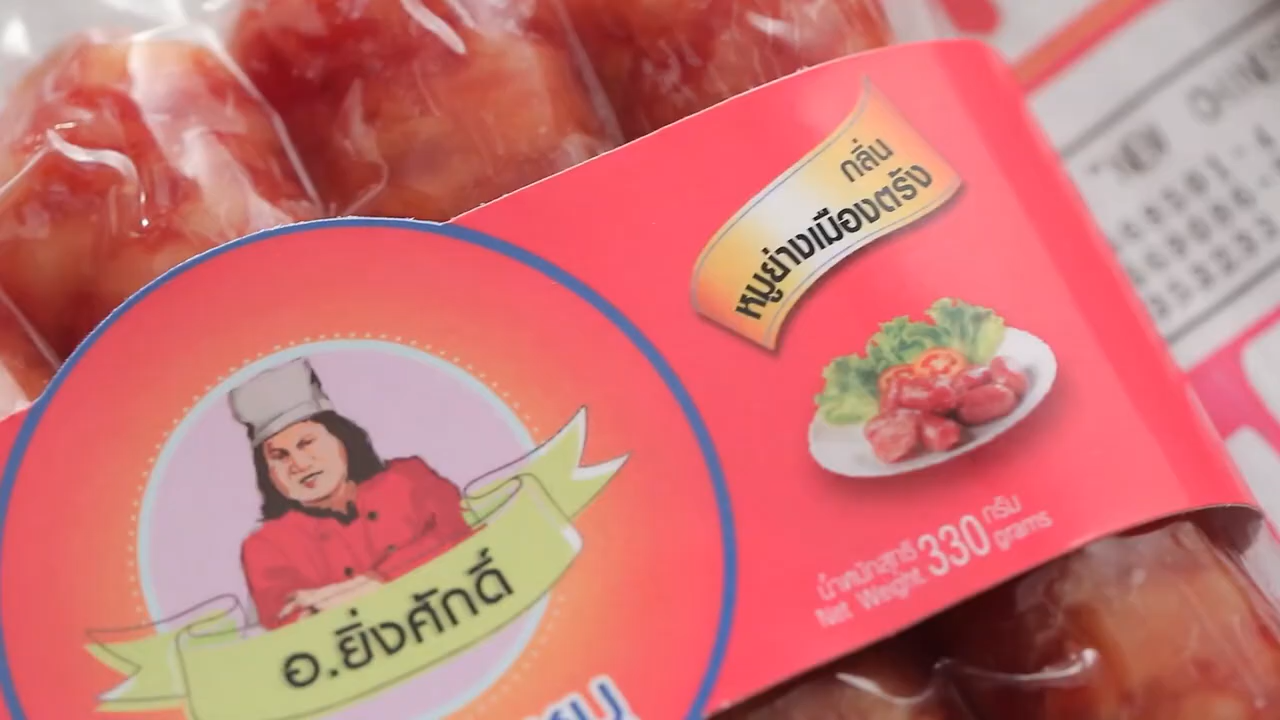 กลิ่น
หมูย่างเมืองตรัง
อ.ยิ่งศักดิ์
น้ำหนักสุทธิ 330 กรัม
Net Weight grams